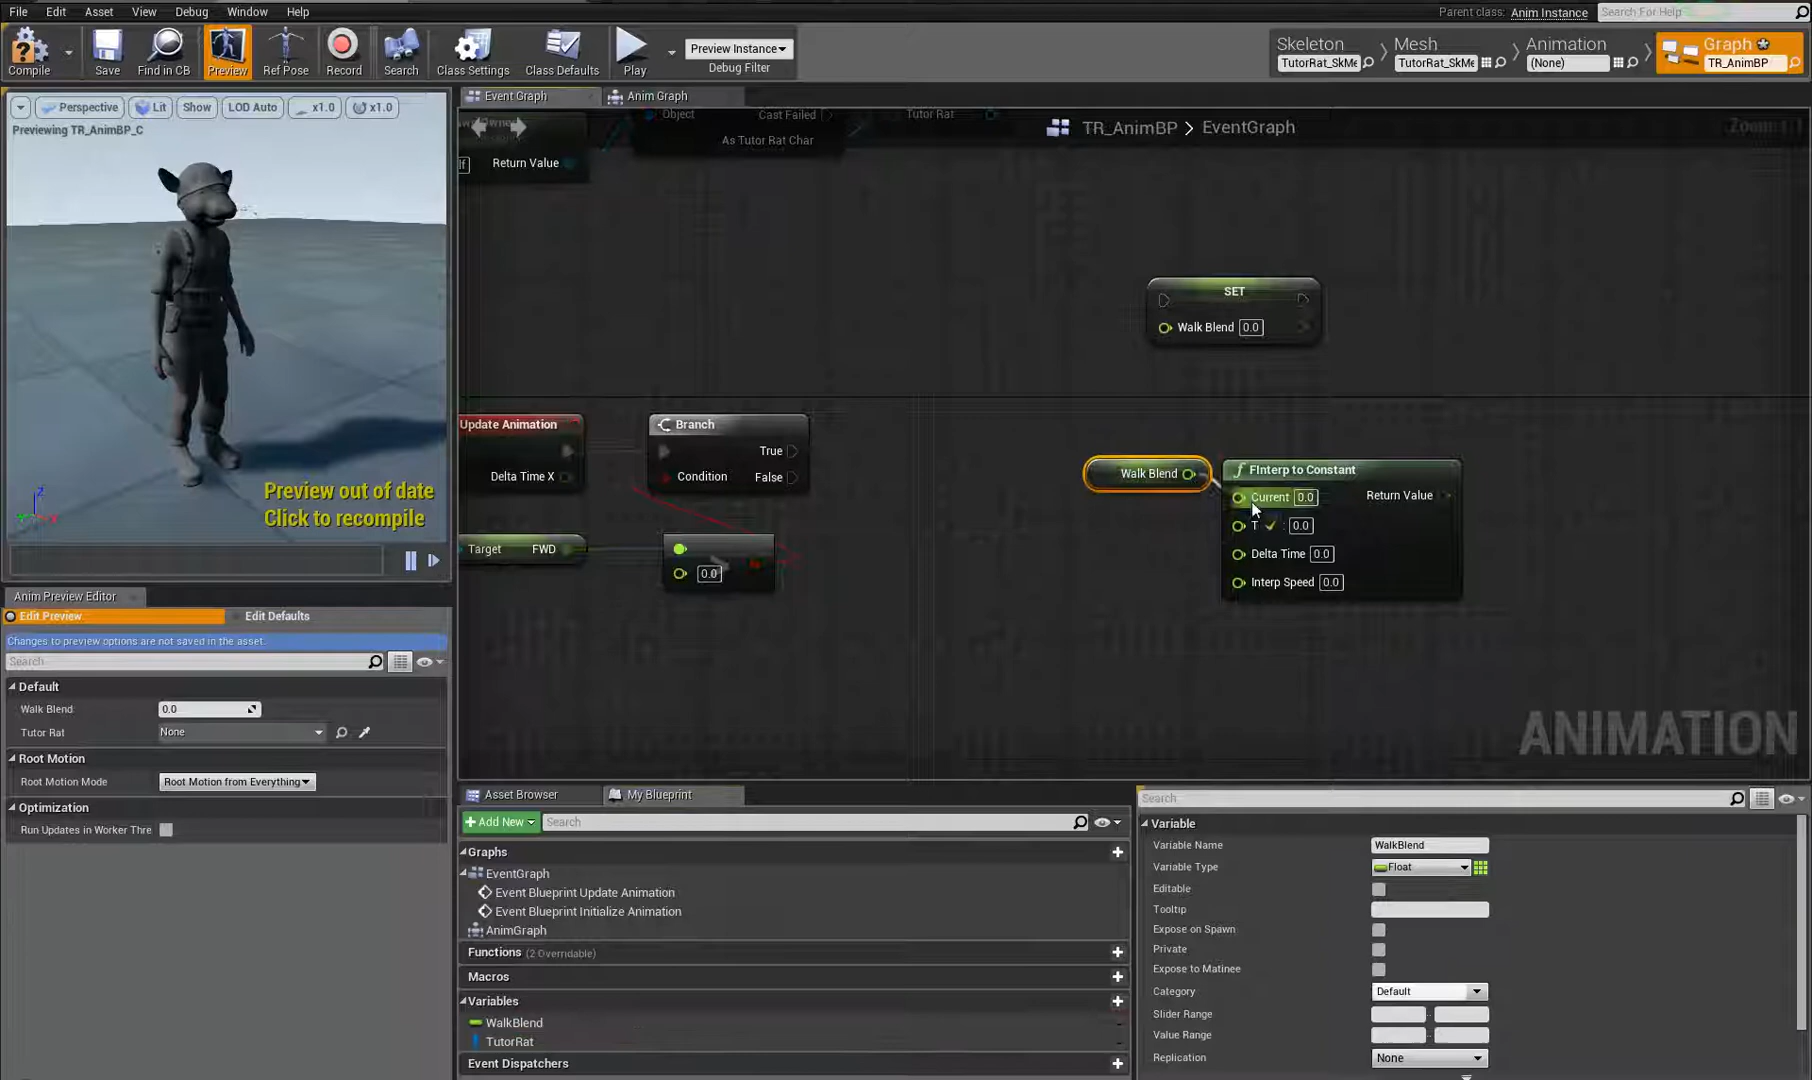 File Edit Asset View Debug Window Help
Parent class: Anim Instance Search For Help
Compile Save Find in CB Preview Ref Pose Record Search Class Settings Class Defaults Play
Preview Instance
Debug Filter
Skeleton Mesh Animation Graph
TutorRat_SkMe TutorRat_SkMe (None) TR_AnimBP
Perspective Lit Show LOD Auto x1.0 x1.0
Previewing TR_AnimBP_C
Preview out of date
Click to recompile
Event Graph Anim Graph
TR_AnimBP > EventGraph
Object Cast Failed Tutor Rat
As Tutor Rat Char
Return Value
SET
Walk Blend 0.0
Update Animation
Delta Time X
Branch
True
Condition False
Target FWD
0.0
Walk Blend
FInterp to Constant
Current 0.0 Return Value
T : 0.0
Delta Time 0.0
Interp Speed 0.0
ANIMATION
Anim Preview Editor
Edit Preview Edit Defaults
Changes to preview options are not saved in the asset.
Search
Default
Walk Blend 0.0
Tutor Rat None
Root Motion
Root Motion Mode Root Motion from Everything
Optimization
Run Updates in Worker Thre
Asset Browser My Blueprint
+ Add New Search
Graphs
EventGraph
Event Blueprint Update Animation
Event Blueprint Initialize Animation
AnimGraph
Functions (2 Overridable)
Macros
Variables
WalkBlend
TutorRat
Event Dispatchers
Search
Variable
Variable Name WalkBlend
Variable Type Float
Editable
Tooltip
Expose on Spawn
Private
Expose to Matinee
Category Default
Slider Range
Value Range
Replication None